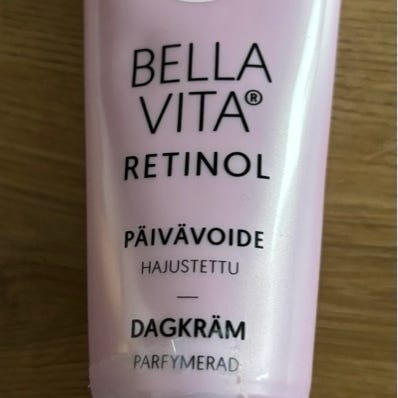 BELLA
VITA®
RETINOL
PÄIVÄVOIDE
HAJUSTETTU
—
DAGKRÄM
PARFYMERAD